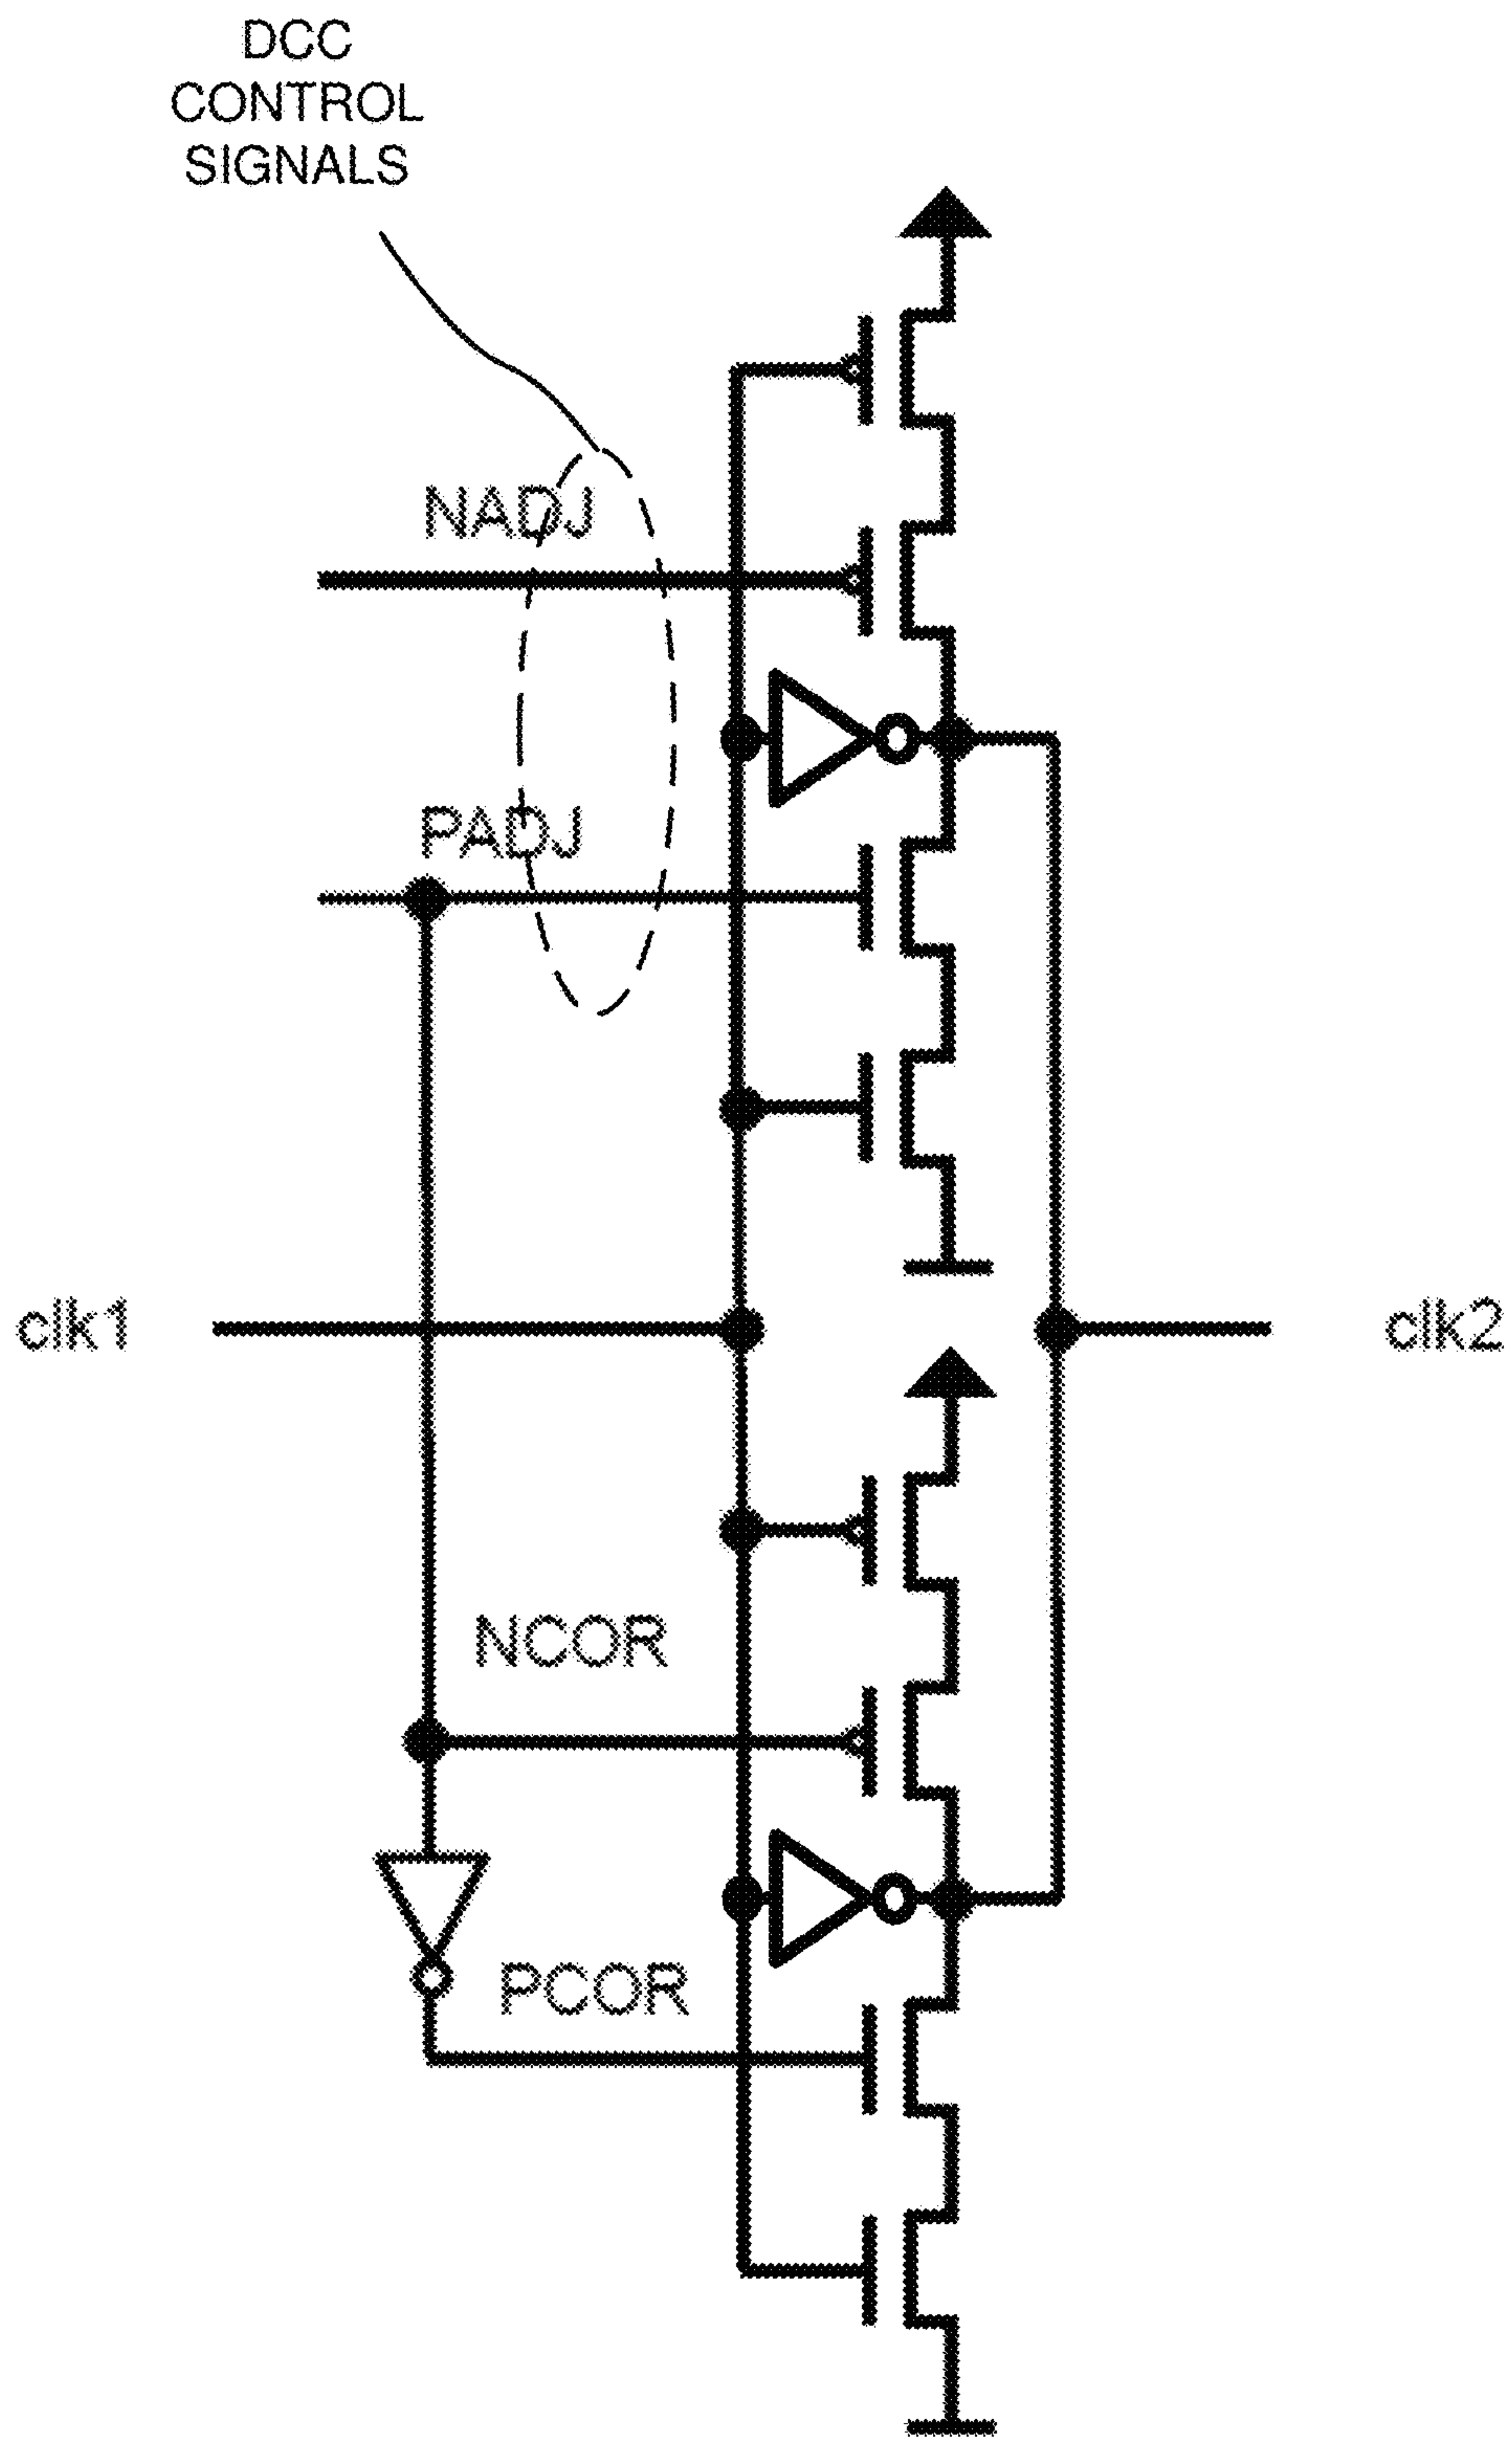 DCC
CONTROL
SIGNALS
NADJ
PADJ
clk1
clk2
NCOR
PCOR